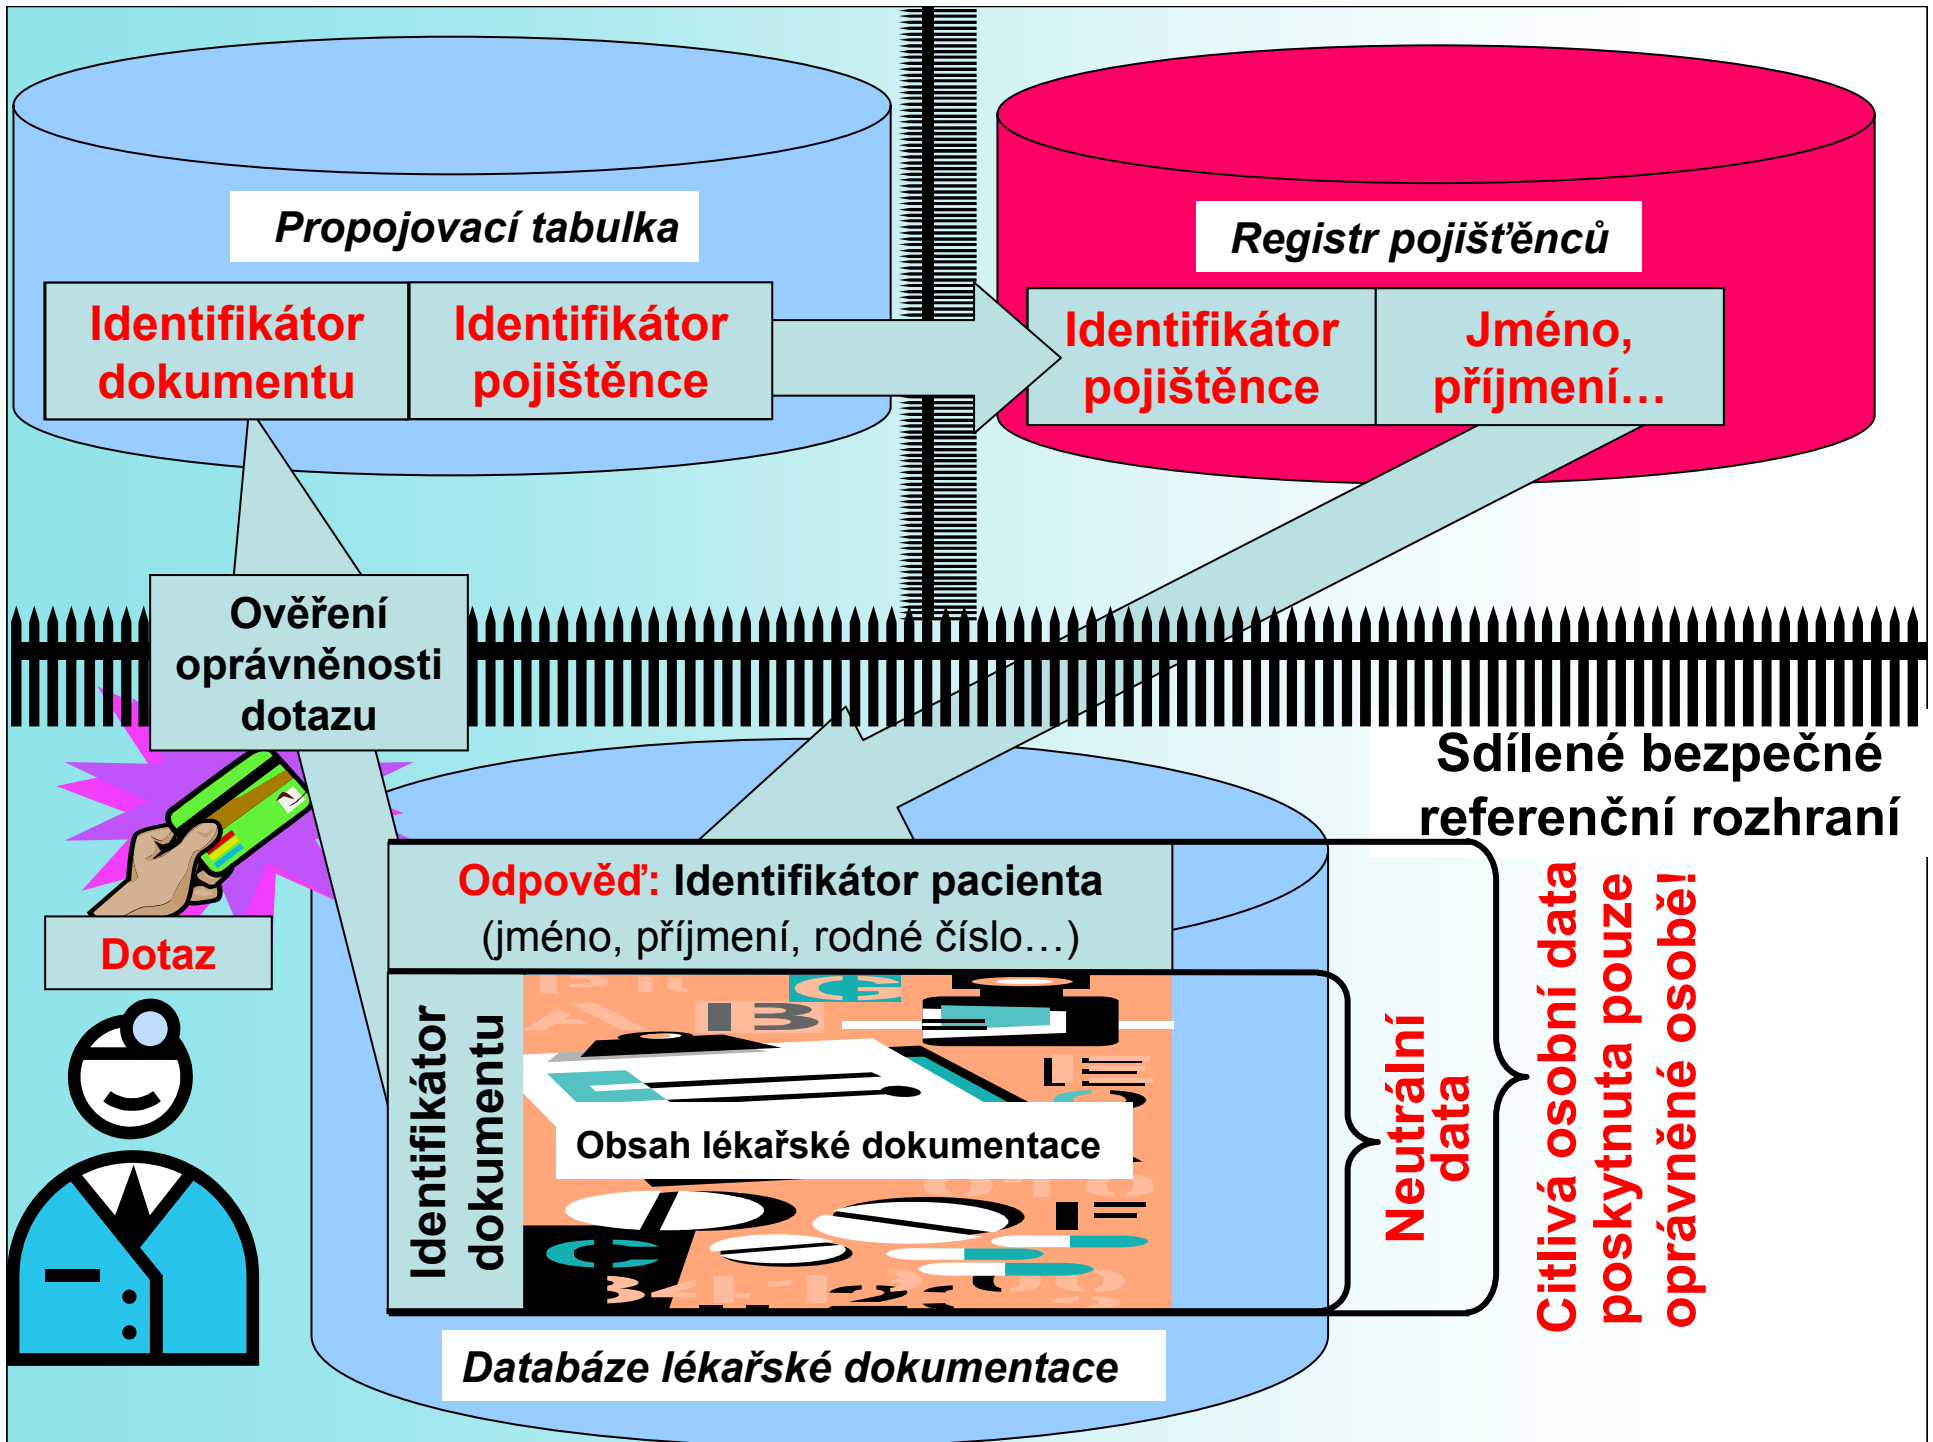 Propojovací tabulka
Registr pojišťěnců
Identifikátor
dokumentu
Identifikátor
pojištěnce
Identifikátor
pojištěnce
Jméno,
příjmení…
Ověření
oprávněnosti
dotazu
Sdílené bezpečné
referenční rozhraní
Dotaz
Odpověď: Identifikátor pacienta
(jméno, příjmení, rodné číslo…)
Identifikátor
dokumentu
Obsah lékařské dokumentace
Neutrální
data
Citlivá osobní data
poskytnuta pouze
oprávněné osobě!
Databáze lékařské dokumentace